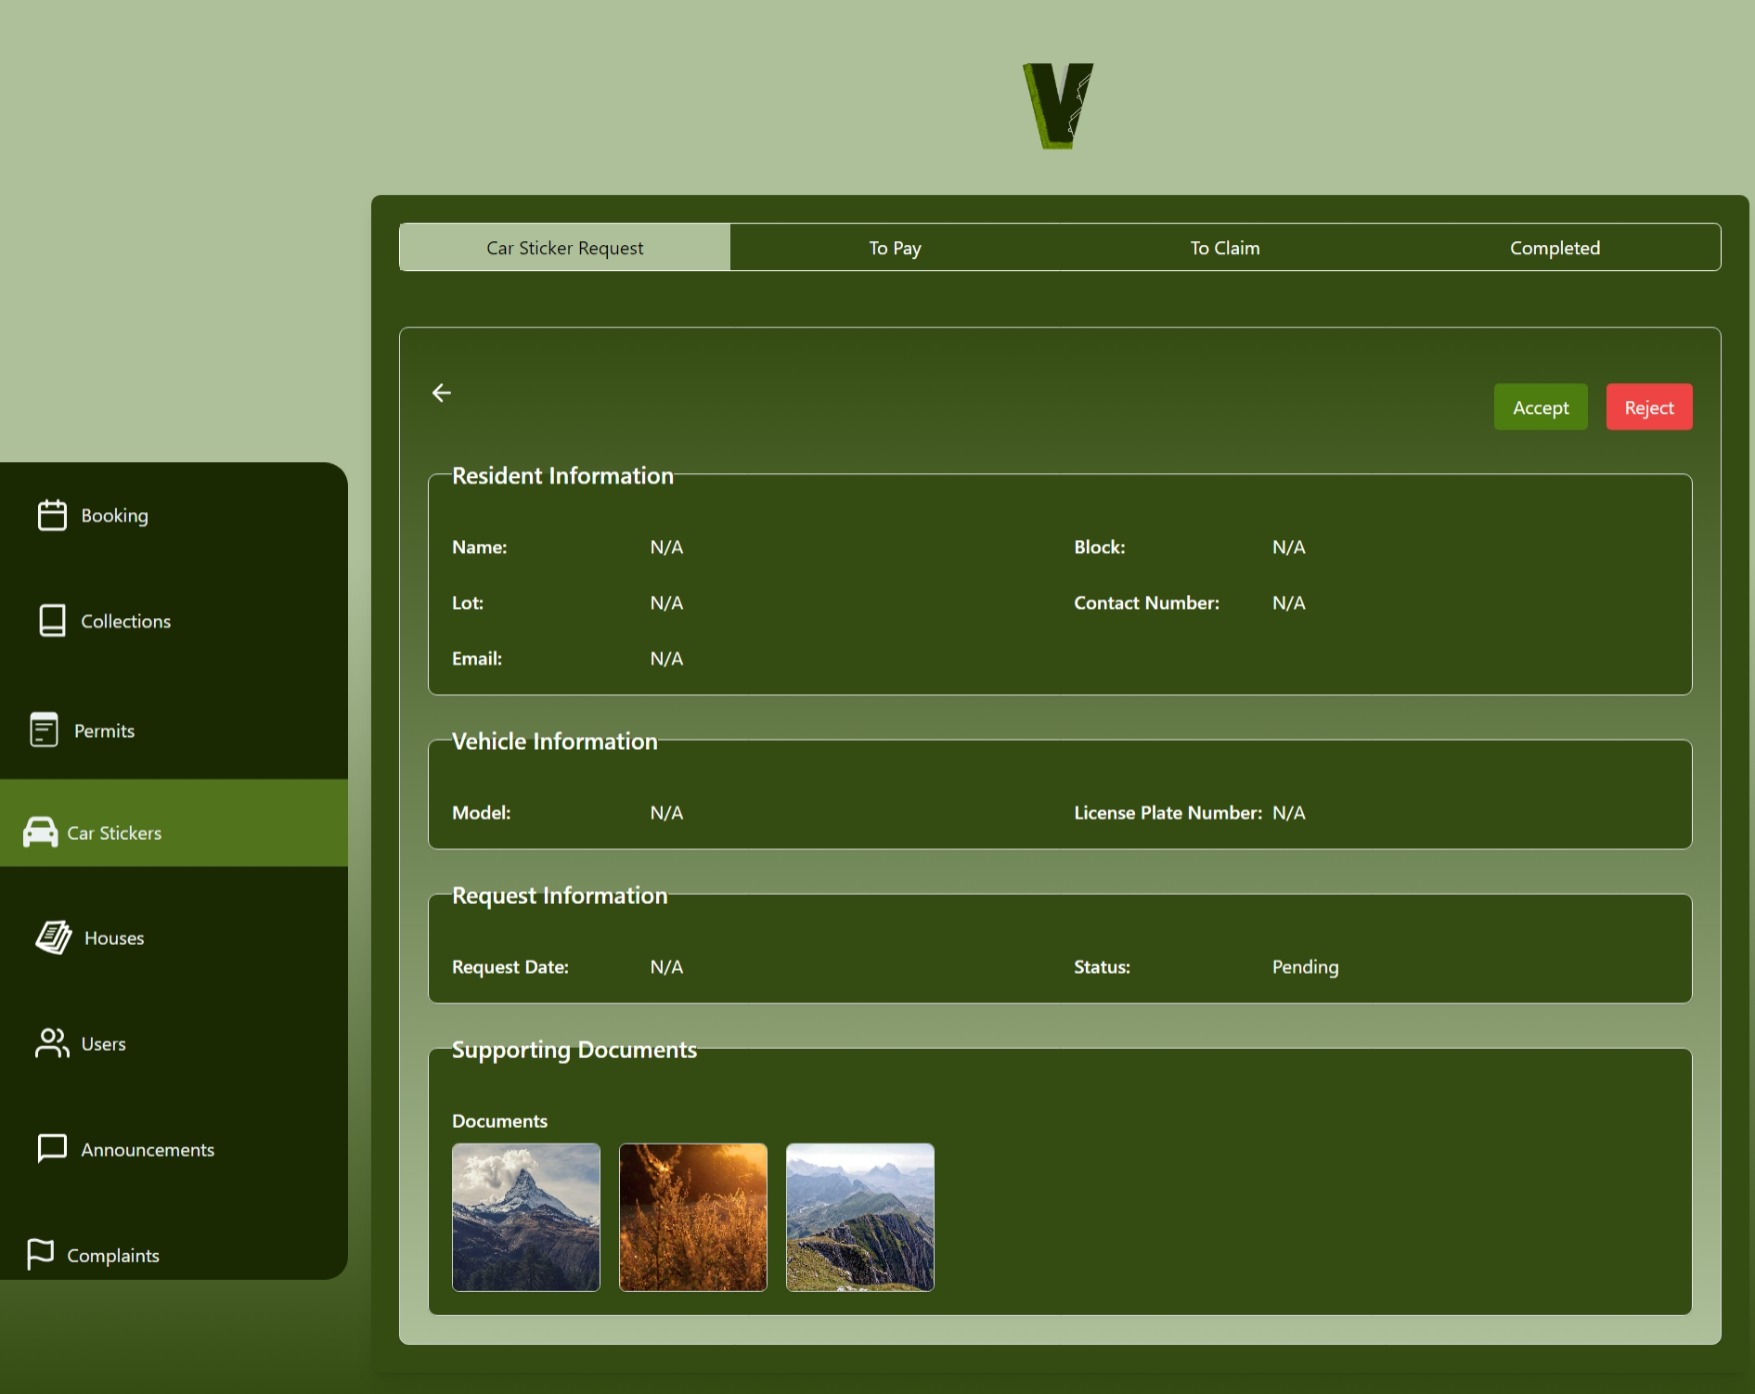 V
Car Sticker Request To Pay To Claim Completed
Accept Reject
Resident Information
Name: N/A Block: N/A
Lot: N/A Contact Number: N/A
Email: N/A
Vehicle Information
Model: N/A License Plate Number: N/A
Request Information
Request Date: N/A Status: Pending
Supporting Documents
Documents
Booking
Collections
Permits
Car Stickers
Houses
Users
Announcements
Complaints